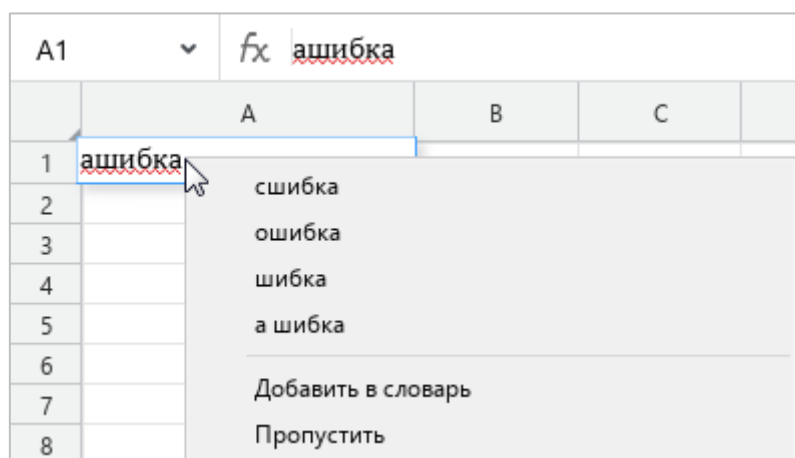 A1 fx ашибка
A B C
1 ашибка
сшибка
2
ошибка
3
шибка
4
а шибка
5
6
Добавить в словарь
7
Пропустить
8